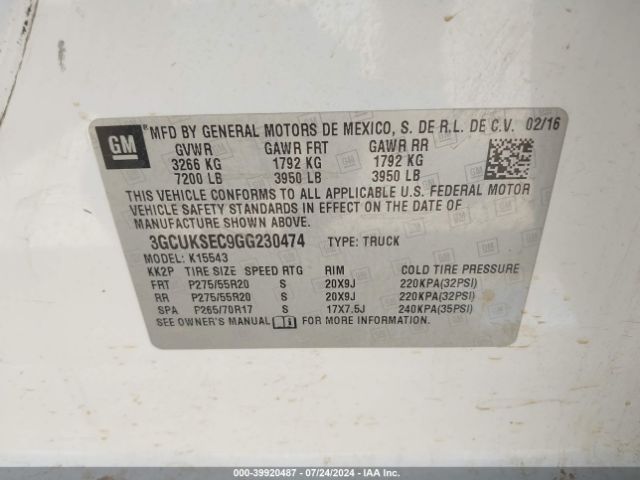 GM
® MFD BY GENERAL MOTORS DE MEXICO, S. DE R.L. DE C.V. 02/16
GVWR GAWR FRT GAWR RR
3266 KG 1792 KG 1792 KG
7200 LB 3950 LB 3950 LB
THIS VEHICLE CONFORMS TO ALL APPLICABLE U.S. FEDERAL MOTOR
VEHICLE SAFETY STANDARDS IN EFFECT ON THE DATE OF
MANUFACTURE SHOWN ABOVE.
3GCUKSEC9GG230474 TYPE: TRUCK
MODEL: K15543
KK2P TIRE SIZE SPEED RTG RIM COLD TIRE PRESSURE
FRT P275/55R20 S 20X9J 220KPA(32PSI)
RR P275/55R20 S 20X9J 220KPA(32PSI)
SPA P265/70R17 S 17X7.5J 240KPA(35PSI)
SEE OWNER'S MANUAL FOR MORE INFORMATION.
000-39920487 - 07/24/2024 - IAAI.COM